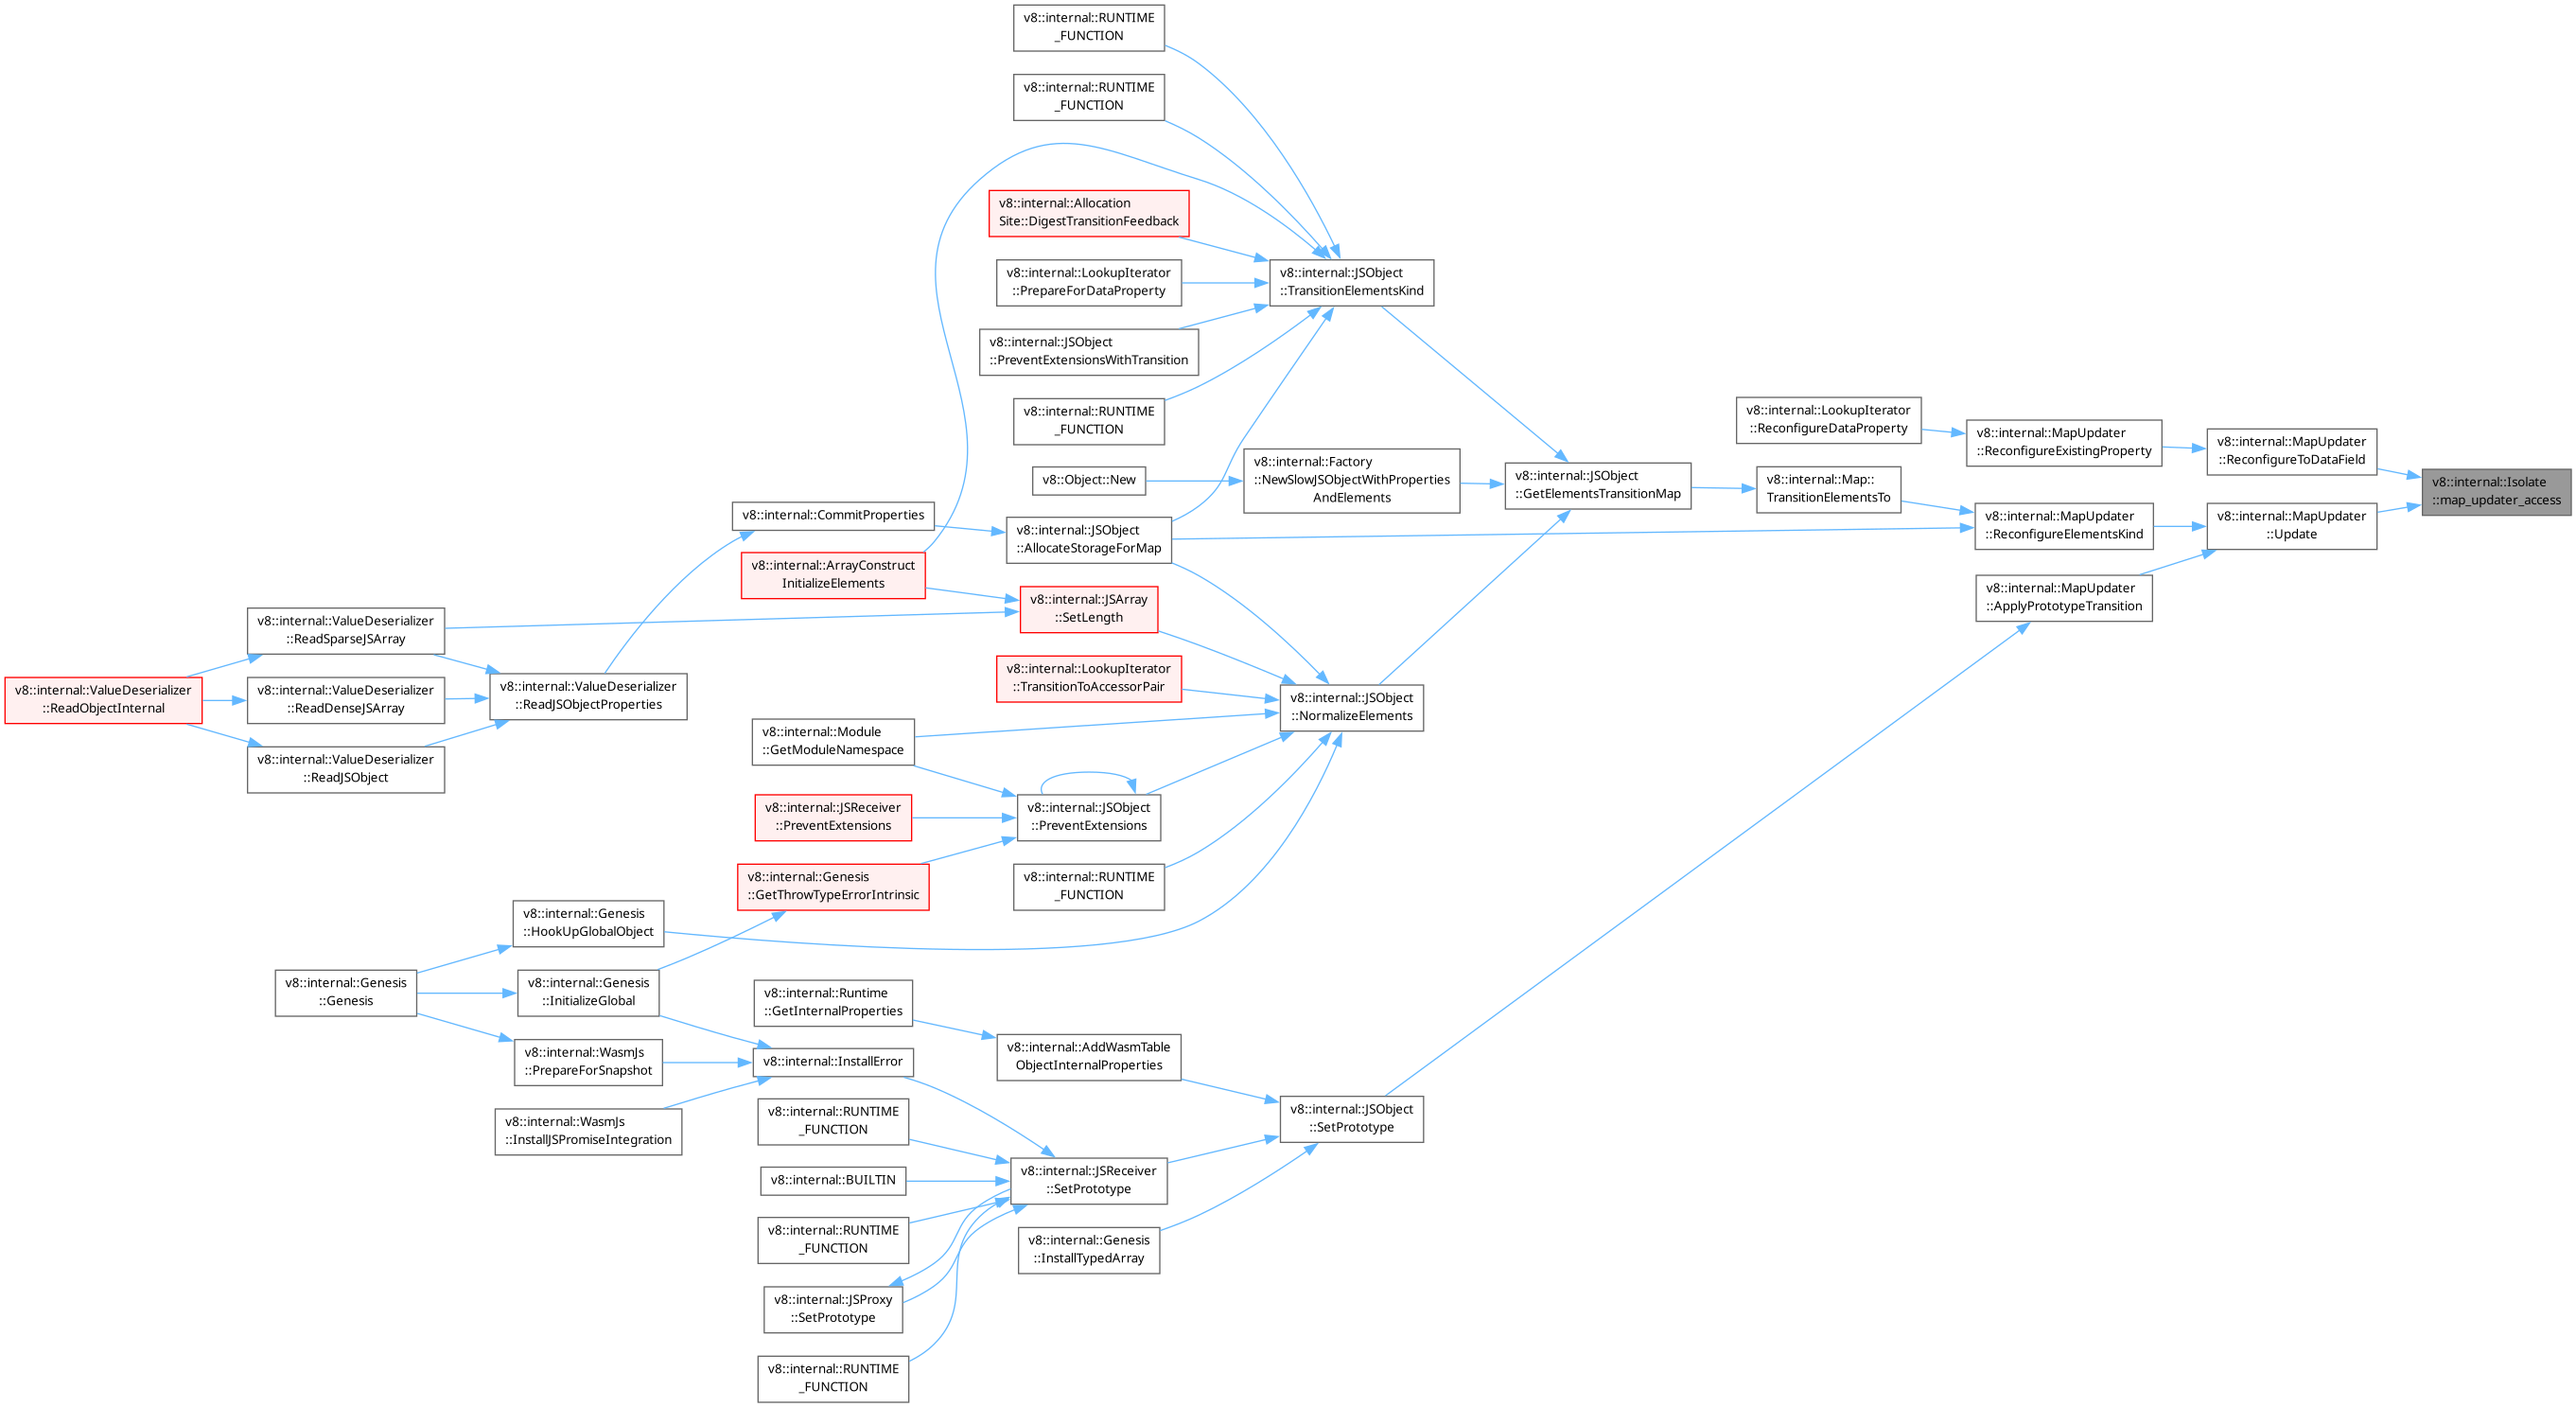 v8::internal::RUNTIME
_FUNCTION
v8::internal::RUNTIME
_FUNCTION
v8::internal::Allocation
Site::DigestTransitionFeedback
v8::internal::LookupIterator
::PrepareForDataProperty
v8::internal::JSObject
::TransitionElementsKind
v8::internal::JSObject
::PreventExtensionsWithTransition
v8::internal::RUNTIME
_FUNCTION
v8::internal::LookupIterator
::ReconfigureDataProperty
v8::internal::MapUpdater
::ReconfigureExistingProperty
v8::internal::MapUpdater
::ReconfigureToDataField
v8::Object::New
v8::internal::Factory
::NewSlowJSObjectWithProperties
AndElements
v8::internal::JSObject
::GetElementsTransitionMap
v8::internal::Map::
TransitionElementsTo
v8::internal::Isolate
::map_updater_access
v8::internal::CommitProperties
v8::internal::JSObject
::AllocateStorageForMap
v8::internal::MapUpdater
::ReconfigureElementsKind
v8::internal::MapUpdater
::Update
v8::internal::ArrayConstruct
InitializeElements
v8::internal::JSArray
::SetLength
v8::internal::MapUpdater
::ApplyPrototypeTransition
v8::internal::ValueDeserializer
::ReadSparseJSArray
v8::internal::ValueDeserializer
::ReadObjectInternal
v8::internal::ValueDeserializer
::ReadDenseJSArray
v8::internal::ValueDeserializer
::ReadJSObjectProperties
v8::internal::LookupIterator
::TransitionToAccessorPair
v8::internal::JSObject
::NormalizeElements
v8::internal::ValueDeserializer
::ReadJSObject
v8::internal::Module
::GetModuleNamespace
v8::internal::JSReceiver
::PreventExtensions
v8::internal::JSObject
::PreventExtensions
v8::internal::Genesis
::GetThrowTypeErrorIntrinsic
v8::internal::RUNTIME
_FUNCTION
v8::internal::Genesis
::HookUpGlobalObject
v8::internal::Genesis
::Genesis
v8::internal::Genesis
::InitializeGlobal
v8::internal::Runtime
::GetInternalProperties
v8::internal::WasmJs
::PrepareForSnapshot
v8::internal::InstallError
v8::internal::AddWasmTable
ObjectInternalProperties
v8::internal::WasmJs
::InstallJSPromiseIntegration
v8::internal::RUNTIME
_FUNCTION
v8::internal::JSObject
::SetPrototype
v8::internal::BUILTIN
v8::internal::JSReceiver
::SetPrototype
v8::internal::RUNTIME
_FUNCTION
v8::internal::Genesis
::InstallTypedArray
v8::internal::JSProxy
::SetPrototype
v8::internal::RUNTIME
_FUNCTION